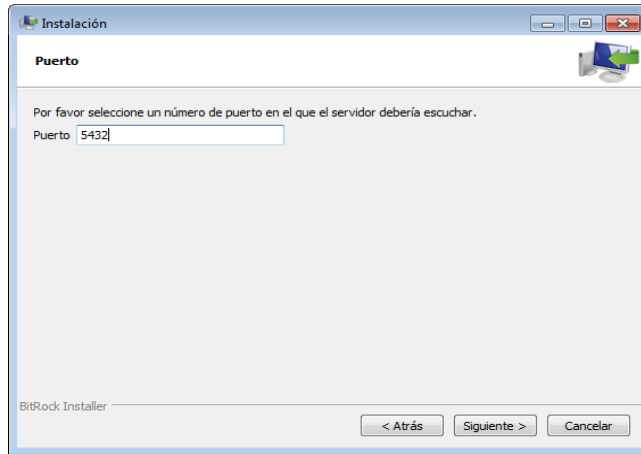 Instalación
Puerto
Por favor seleccione un número de puerto en el que el servidor debería escuchar.
Puerto 5432
BitRock Installer
< Atrás Siguiente > Cancelar